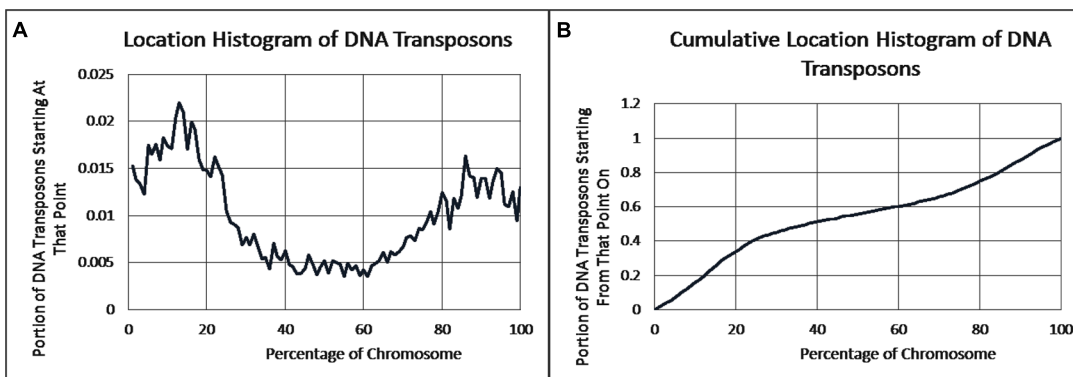 A
Location Histogram of DNA Transposons
Portion of DNA Transposons Starting At
That Point
0.025
0.02
0.015
0.01
0.005
0
0
20
40
60
80
100
Percentage of Chromosome
B
Cumulative Location Histogram of DNA
Transposons
Portion of DNA Transposons Starting
From That Point On
1.2
1
0.8
0.6
0.4
0.2
0
0
20
40
60
80
100
Percentage of Chromosome